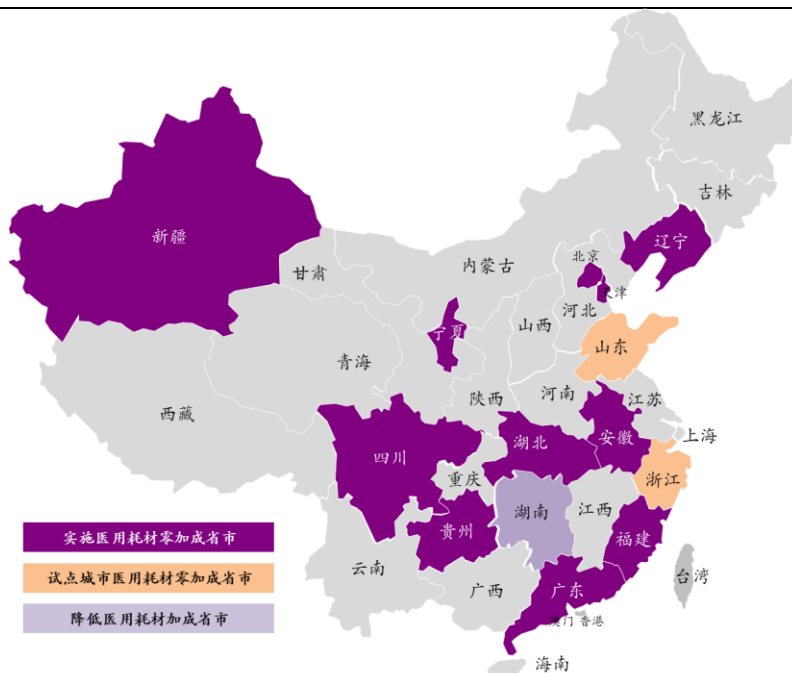 黑龙江
吉林
新疆
辽宁
北京
内蒙古
甘肃
天津
河北
宁夏
山西
山东
青海
陕西
河南
江苏
西藏
上海
湖北
安徽
四川
重庆
浙江
湖南
江西
贵州
福建
实施医用耗材零加成省市
云南
台湾
试点城市医用耗材零加成省市
广西
广东
降低医用耗材加成省市
澳门 香港
海南